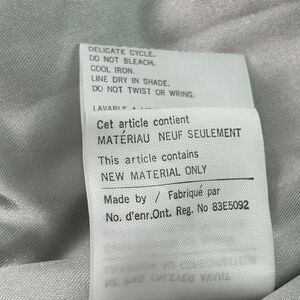 DELICATE CYCLE.
DO NOT BLEACH.
COOL IRON.
LINE DRY IN SHADE.
DO NOT TWIST OR WRING.
LAVABLE À
Cet article contient
MATÉRIAU NEUF SEULEMENT
This article contains
NEW MATERIAL ONLY
Made by / Fabriqué par
No. d'enr.Ont. Reg. No 83E5092